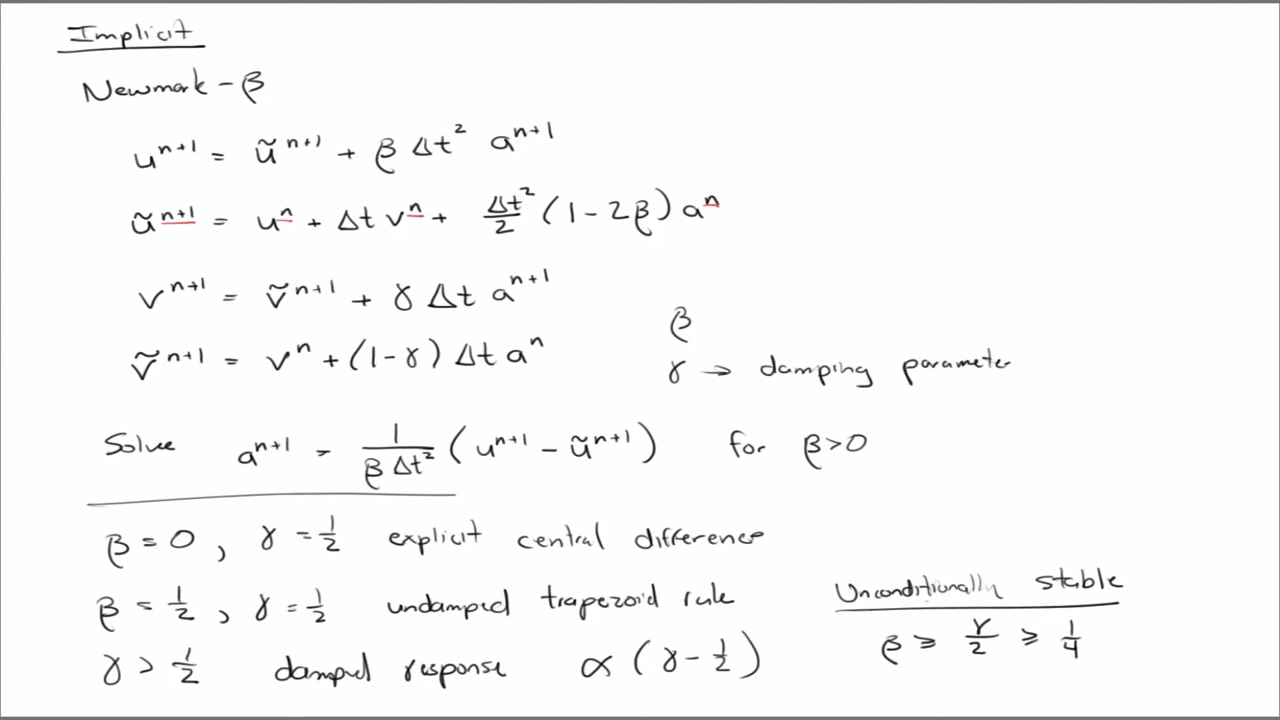 Implicit
Newmark - β
u^{n+1} = ũ^{n+1} + β Δt² a^{n+1}
ũ^{n+1} = u^n + Δt v^n + Δt²/2 (1 - 2β) a^n
v^{n+1} = ṽ^{n+1} + γ Δt a^{n+1}
ṽ^{n+1} = v^n + (1 - γ) Δt a^n
β
γ → damping parameter
Solve a^{n+1} = 1/(β Δt²) (u^{n+1} - ũ^{n+1}) for β > 0
β = 0, γ = 1/2 explicit central difference
β = 1/2, γ = 1/2 undamped trapezoid rule
γ > 1/2 damped response ∝ (γ - 1/2)
Unconditionally stable
β ≥ γ/2 ≥ 1/4